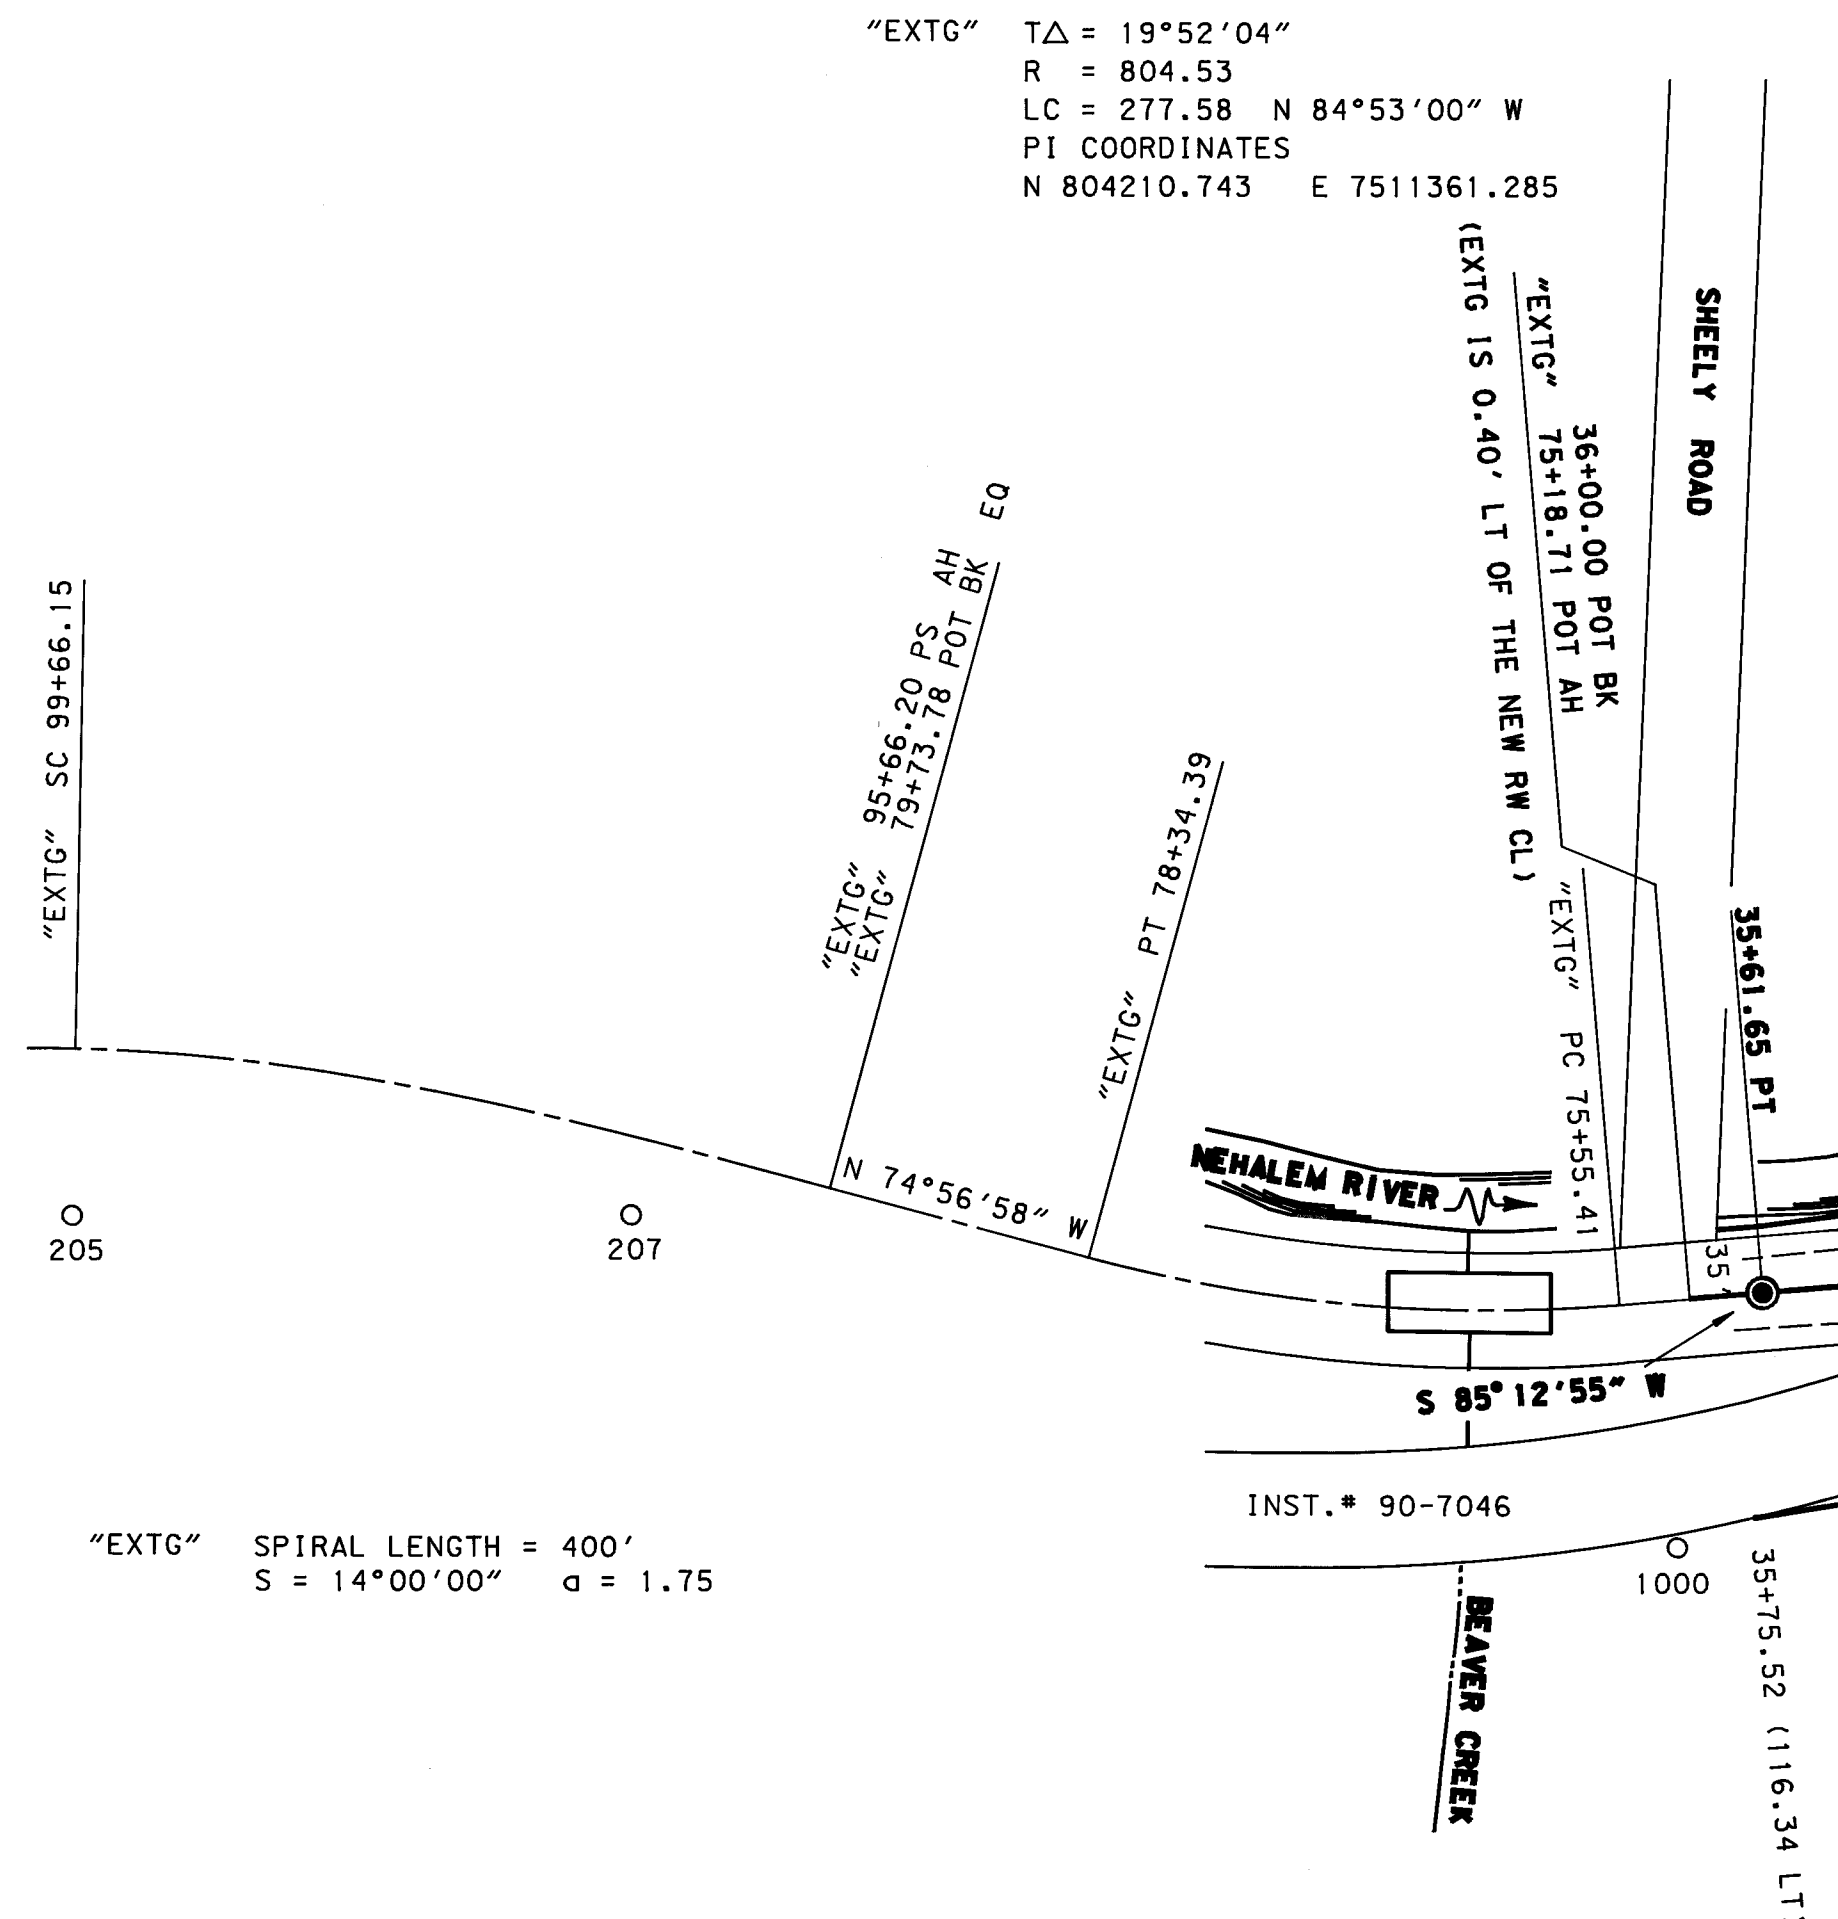 "EXTG" T△ = 19°52'04"
R = 804.53
LC = 277.58 N 84°53'00" W
PI COORDINATES
N 804210.743 E 7511361.285
(EXTG IS 0.40' LT OF THE NEW RW CL)
"EXTG" 75+18.71 POT AH
36+00.00 POT BK
SHEELY ROAD
"EXTG" SC 99+66.15
"EXTG" 95+66.20 PS AH
"EXTG" 79+73.78 POT BK
EQ
"EXTG" PT 78+34.39
"EXTG" PC 75+55.41
35+61.65 PT
N 74°56'58" W
NEHALEM RIVER
35'
205
207
S 85°12'55" W
INST.# 90-7046
1000
"EXTG" SPIRAL LENGTH = 400'
S = 14°00'00" a = 1.75
BEAVER CREEK
35+75.52 (116.34 LT)